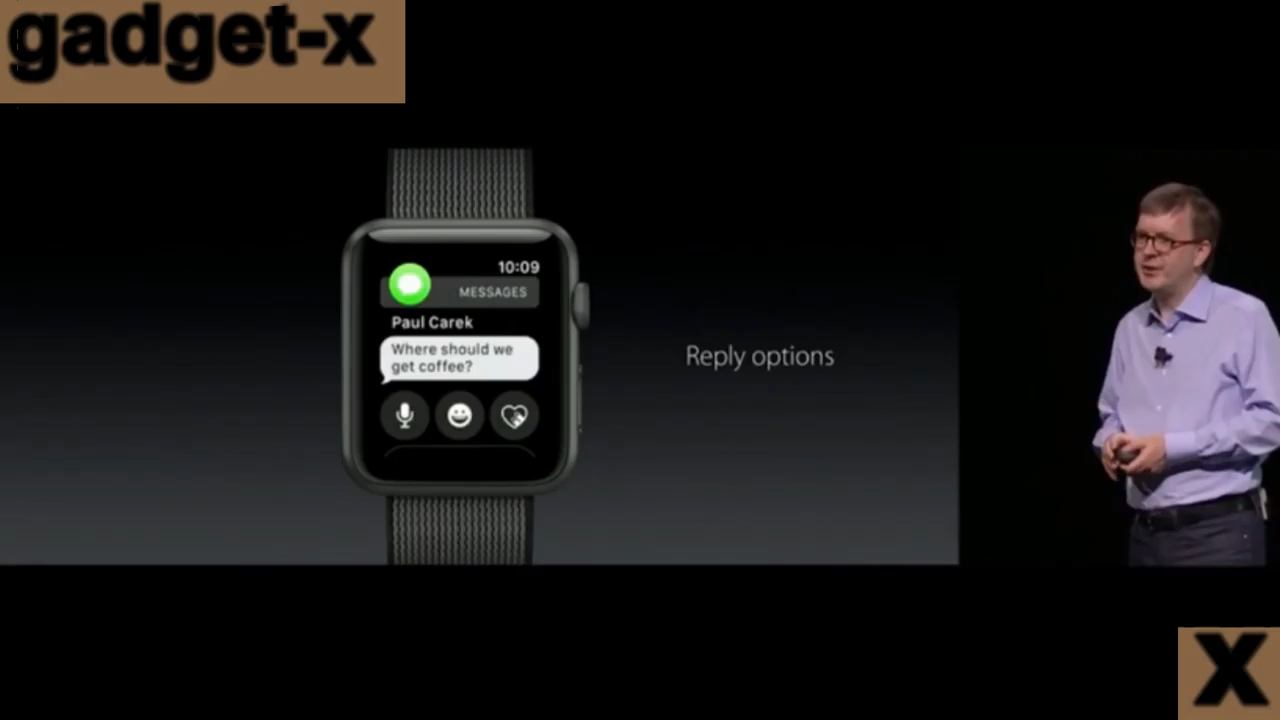 gadget-x
10:09
MESSAGES
Paul Carek
Where should we
get coffee?
Reply options
X